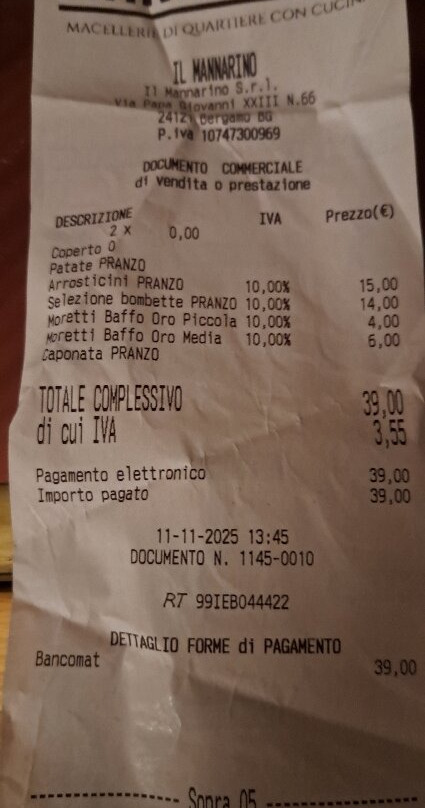 MACELLERIE DI QUARTIERE CON CUCIN
IL MANNARINO
Il Mannarino S.r.l.
Via Papa Giovanni XXIII N.66
24121 Bergamo BG
P.iva 10747300969
DOCUMENTO COMMERCIALE
di vendita o prestazione
DESCRIZIONE IVA Prezzo(€)
2 X 0,00
Coperto 0
Patate PRANZO
Arrosticini PRANZO 10,00% 15,00
Selezione bombette PRANZO 10,00% 14,00
Moretti Baffo Oro Piccola 10,00% 4,00
Moretti Baffo Oro Media 10,00% 6,00
Caponata PRANZO
TOTALE COMPLESSIVO 39,00
di cui IVA 3,55
Pagamento elettronico 39,00
Importo pagato 39,00
11-11-2025 13:45
DOCUMENTO N. 1145-0010
RT 99IEB044422
DETTAGLIO FORME di PAGAMENTO
Bancomat 39,00
Sopra 05